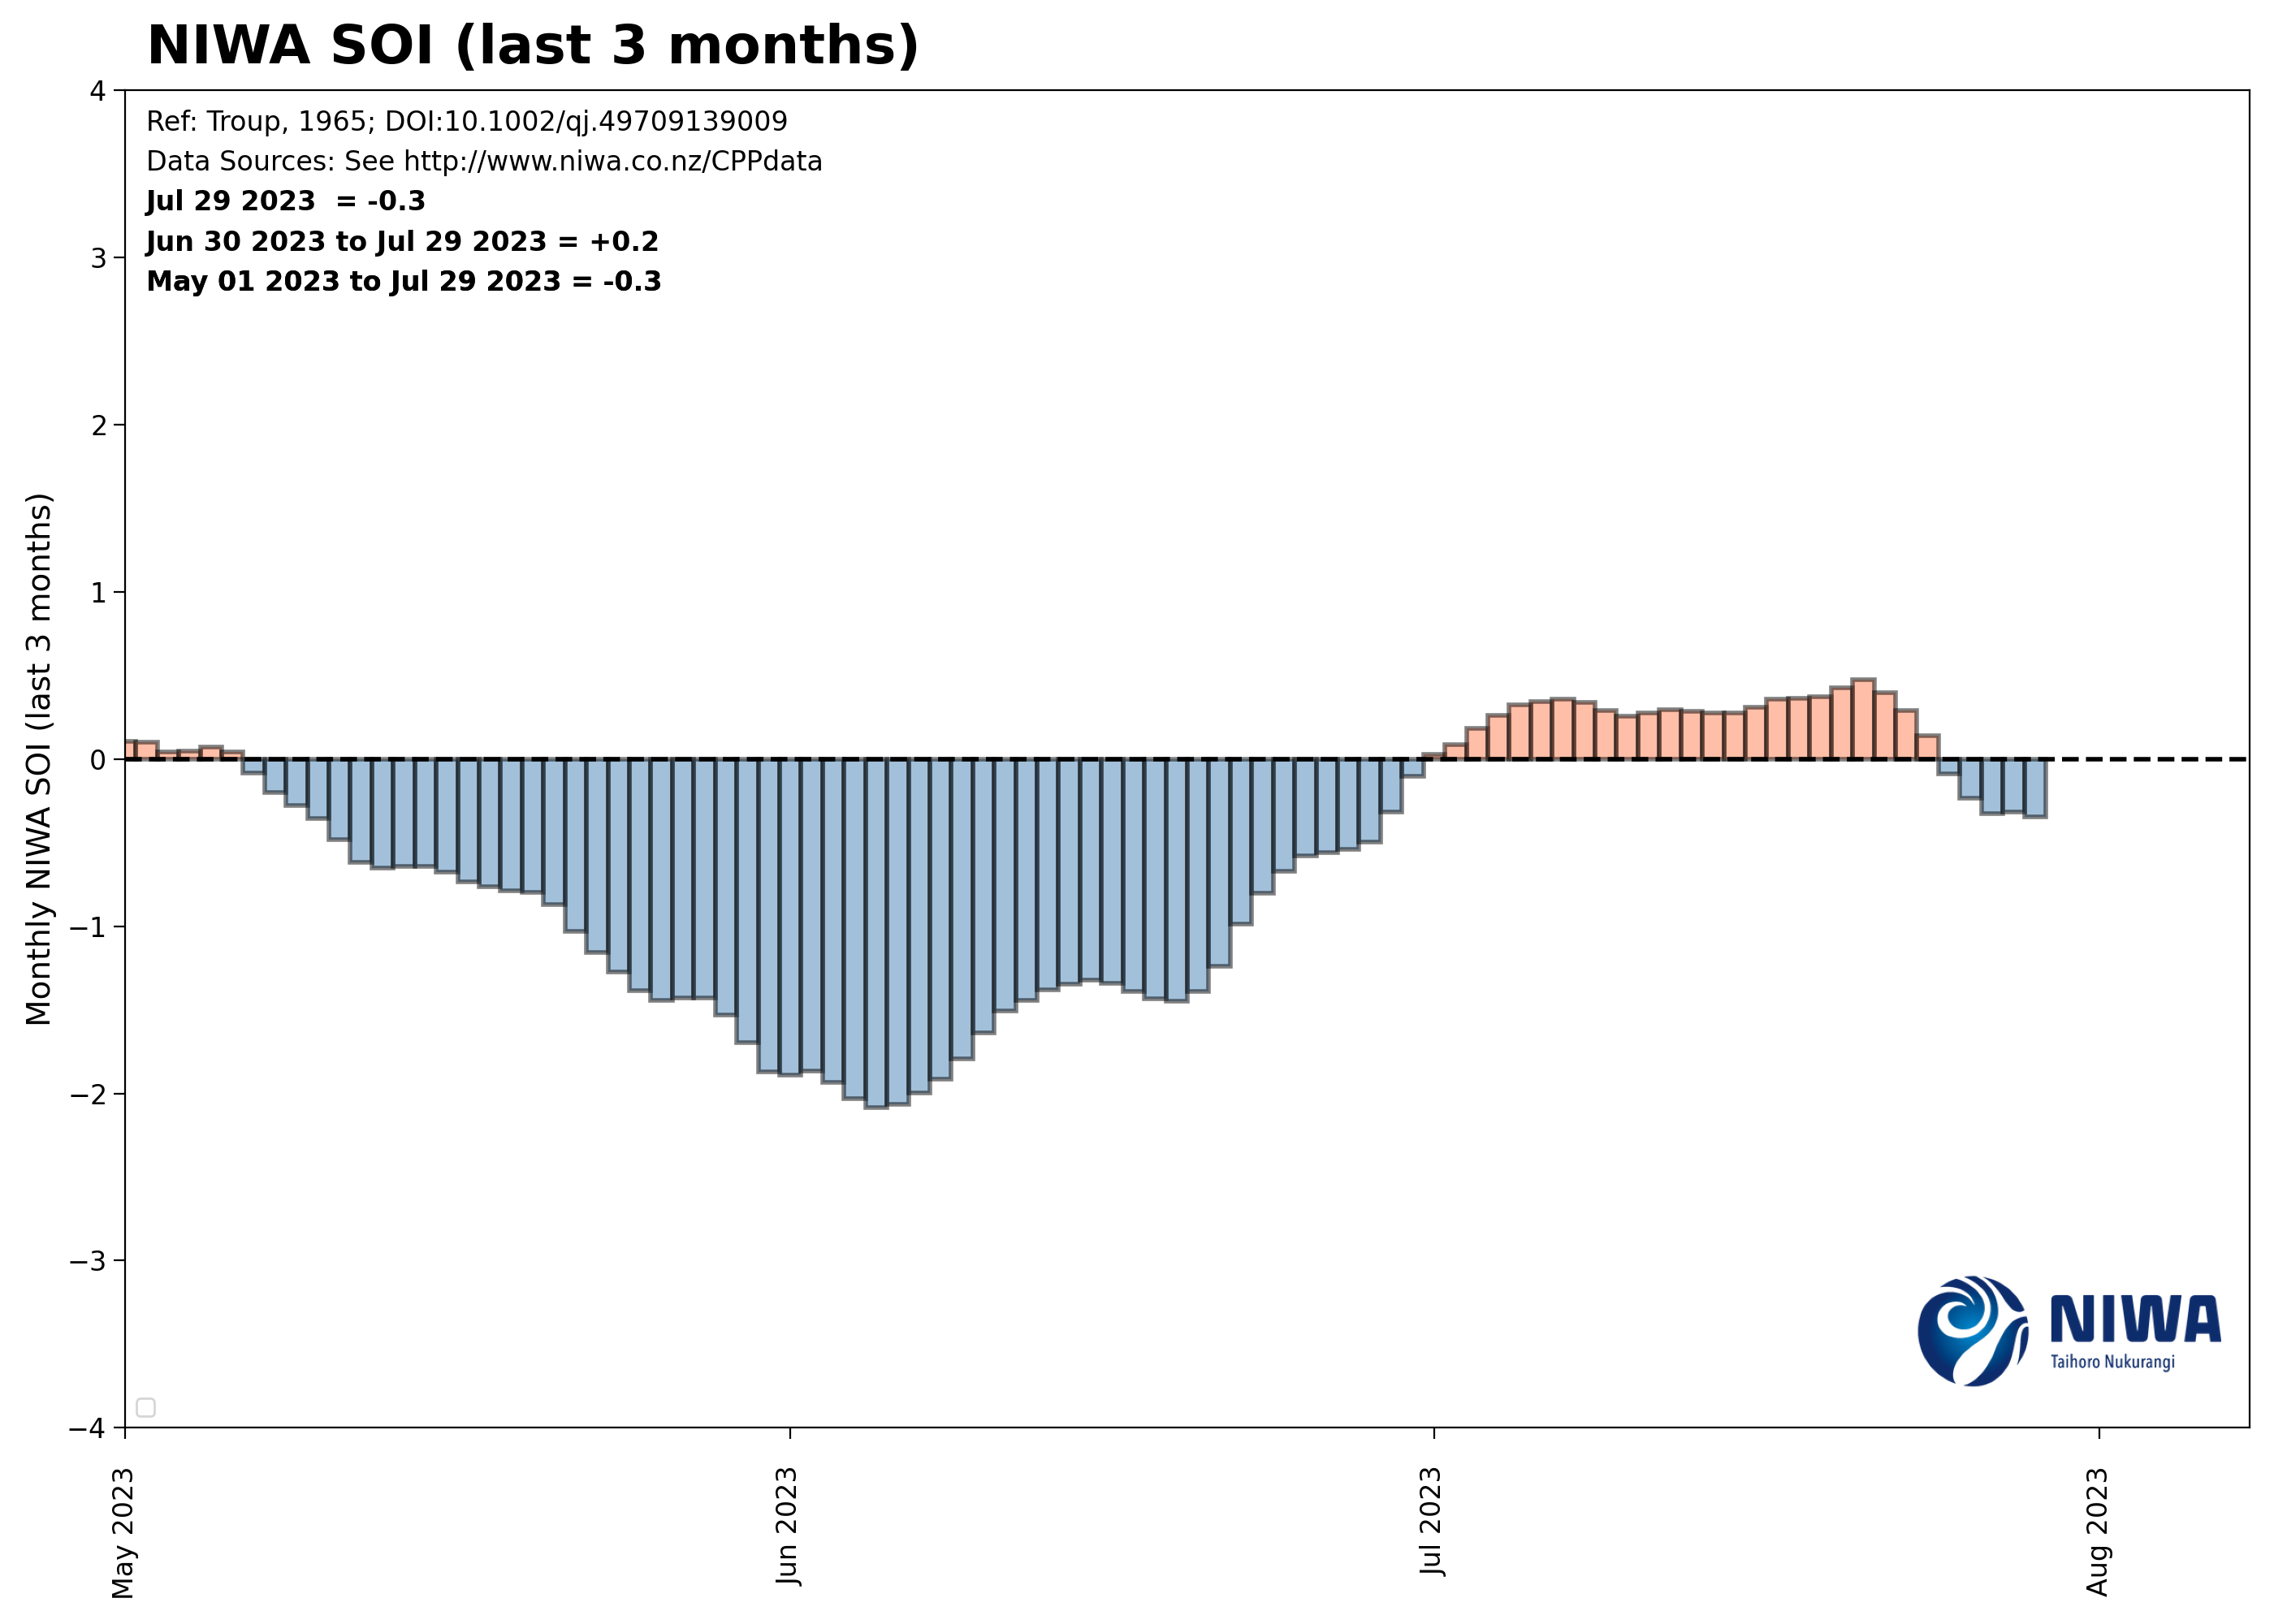 NIWA SOI (last 3 months)
Ref: Troup, 1965; DOI:10.1002/qj.49709139009
Data Sources: See http://www.niwa.co.nz/CPPdata
Jul 29 2023  = -0.3
Jun 30 2023 to Jul 29 2023 = +0.2
May 01 2023 to Jul 29 2023 = -0.3
Monthly NIWA SOI (last 3 months)
4
3
2
1
0
−1
−2
−3
−4
May 2023
Jun 2023
Jul 2023
Aug 2023
NIWA
Taihoro Nukurangi